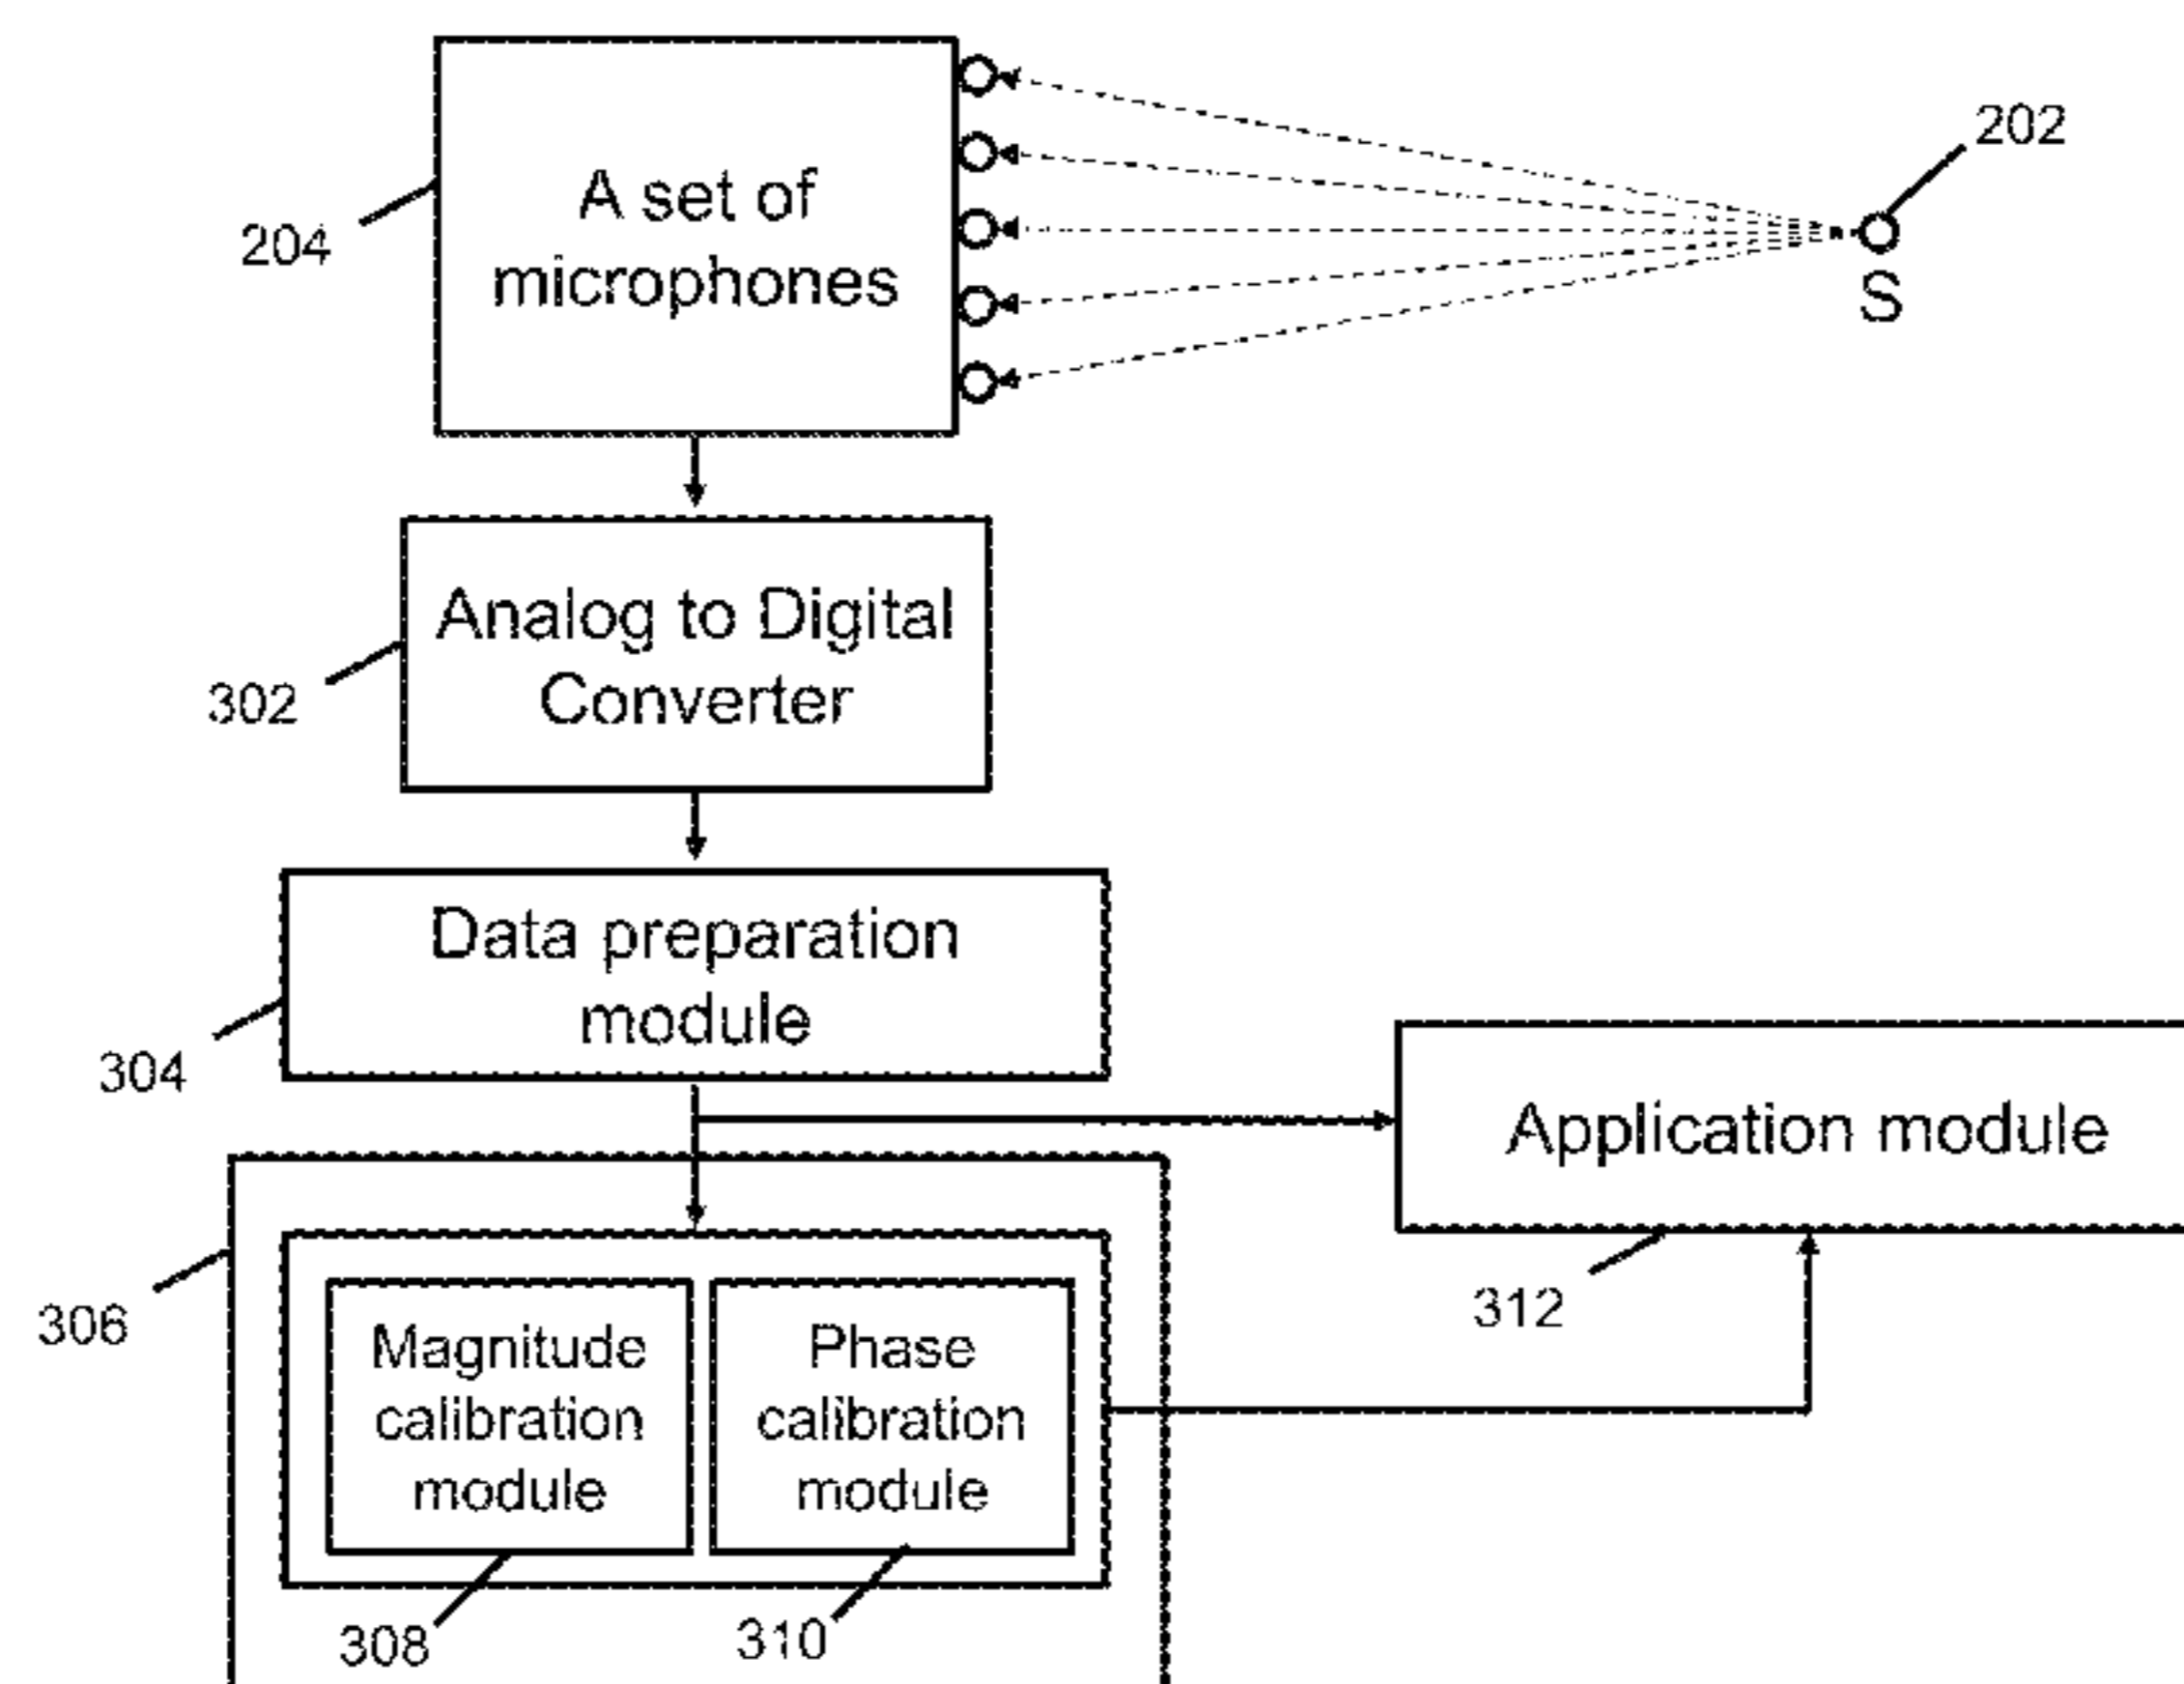 202
A set of
microphones
204
S
Analog to Digital
Converter
302
Data preparation
module
304
Application module
312
306
Magnitude
calibration
module
Phase
calibration
module
308
310